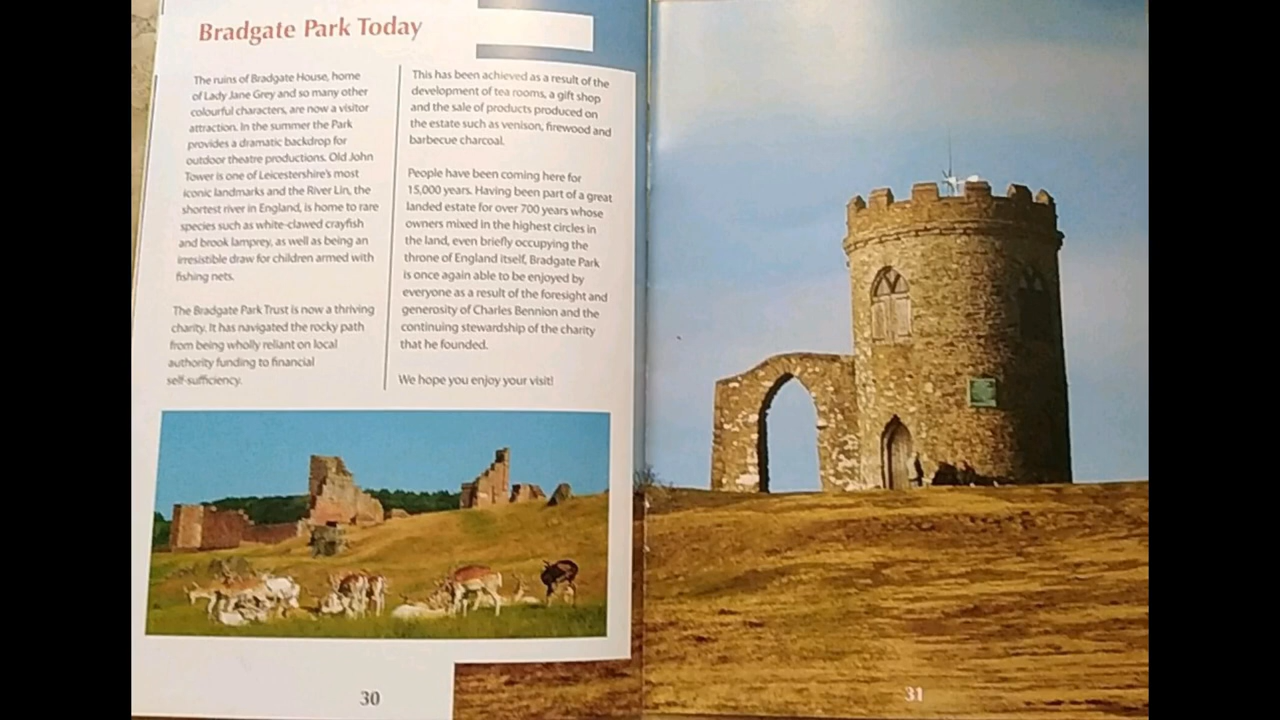 Bradgate Park Today
The ruins of Bradgate House, home
of Lady Jane Grey and so many other
colourful characters, are now a visitor
attraction. In the summer the Park
provides a dramatic backdrop for
outdoor theatre productions. Old John
Tower is one of Leicestershire's most
iconic landmarks and the River Lin, the
shortest river in England, is home to rare
species such as white-clawed crayfish
and brook lamprey, as well as being an
irresistible draw for children armed with
fishing nets.
The Bradgate Park Trust is now a thriving
charity. It has navigated the rocky path
from being wholly reliant on local
authority funding to financial
self-sufficiency.
This has been achieved as a result of the
development of tea rooms, a gift shop
and the sale of products produced on
the estate such as venison, firewood and
barbecue charcoal.
People have been coming here for
15,000 years. Having been part of a great
landed estate for over 700 years whose
owners mixed in the highest circles in
the land, even briefly occupying the
throne of England itself, Bradgate Park
is once again able to be enjoyed by
everyone as a result of the foresight and
generosity of Charles Bennion and the
continuing stewardship of the charity
that he founded.
We hope you enjoy your visit!
30
31